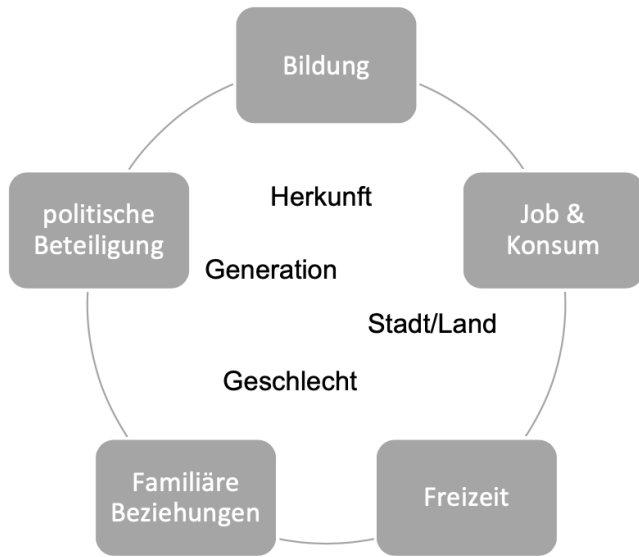 Bildung
politische
Beteiligung
Herkunft
Job &
Konsum
Generation
Stadt/Land
Geschlecht
Familiäre
Beziehungen
Freizeit